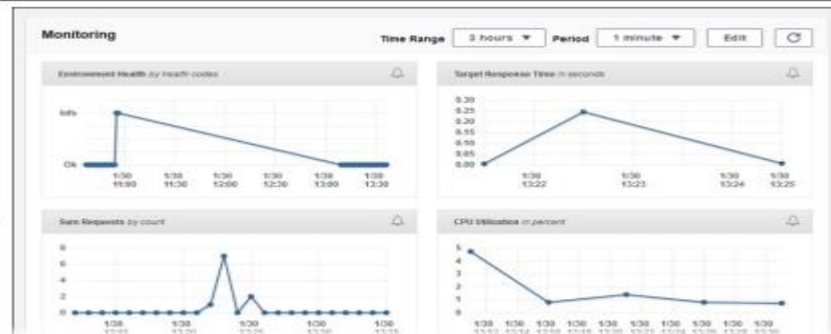 Monitoring
Time Range 3 hours Period 1 minute Edit
Environment Health by health codes
Info
Ok
1/30 1/30 1/30 1/30 1/30 1/30
11:00 11:30 12:00 12:30 13:00 13:30
Target Response Time in seconds
0.30
0.25
0.20
0.15
0.10
0.05
0.00
1/30 1/30 1/30 1/30
13:22 13:23 13:24 13:25
Sum Requests by count
8
6
4
2
0
1/30 1/30 1/30 1/30 1/30
CPU Utilization in percent
5
4
3
2
1
0
1/30 1/30 1/30 1/30 1/30 1/30 1/30 1/30 1/30 1/30